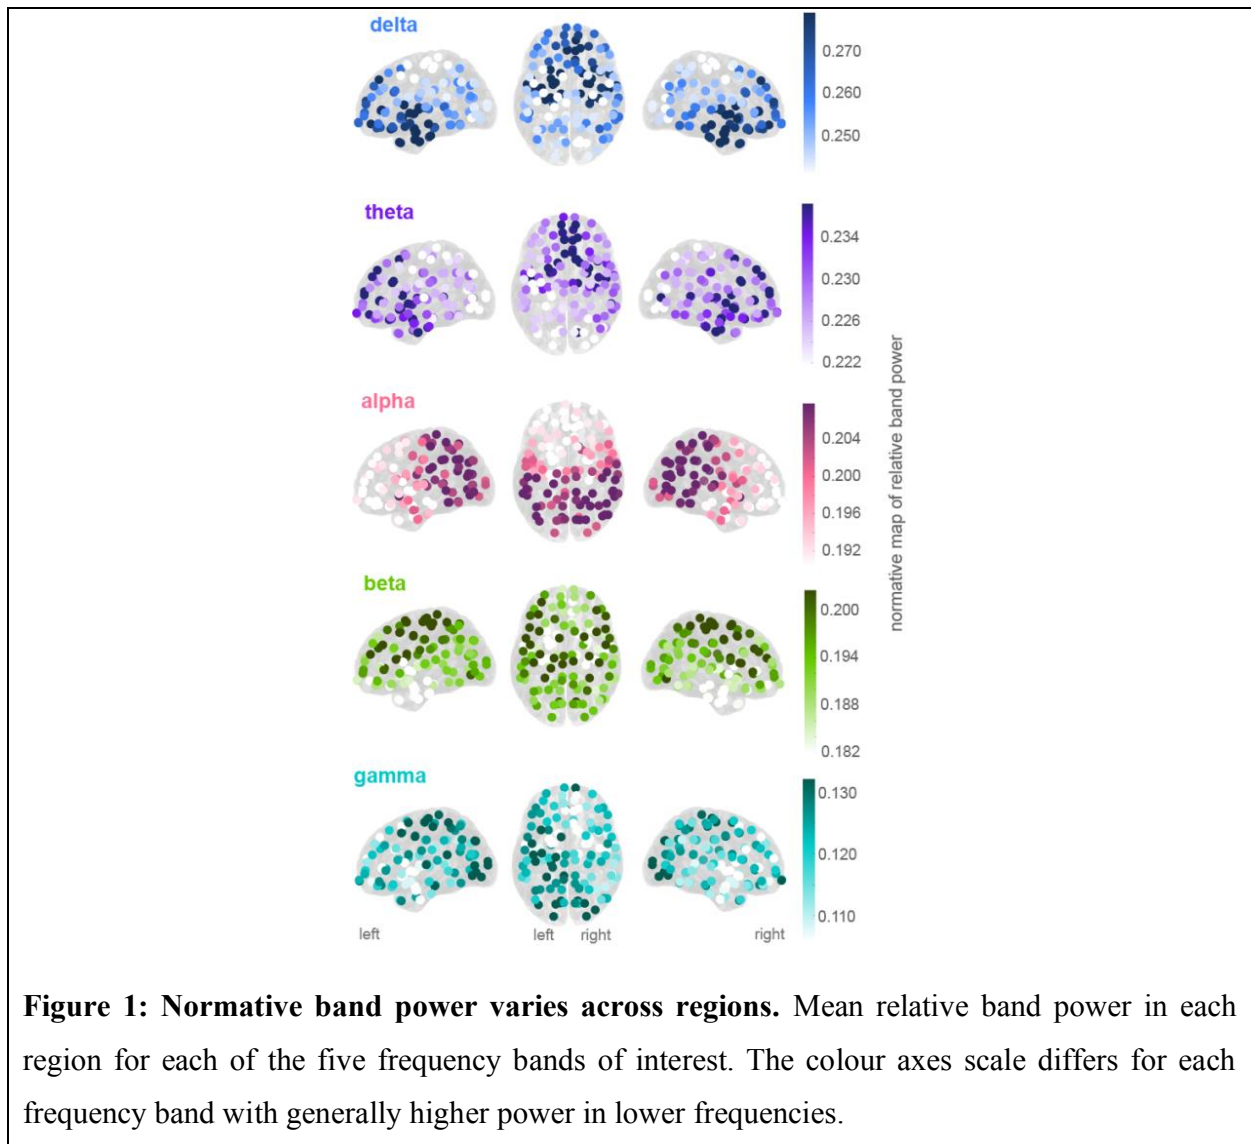 delta
0.270
0.260
0.250
theta
0.234
0.230
0.226
0.222
alpha
0.204
0.200
0.196
0.192
normative map of relative band power
beta
0.200
0.194
0.188
0.182
gamma
0.130
0.120
0.110
left
left right
right
Figure 1: Normative band power varies across regions. Mean relative band power in each
region for each of the five frequency bands of interest. The colour axes scale differs for each
frequency band with generally higher power in lower frequencies.